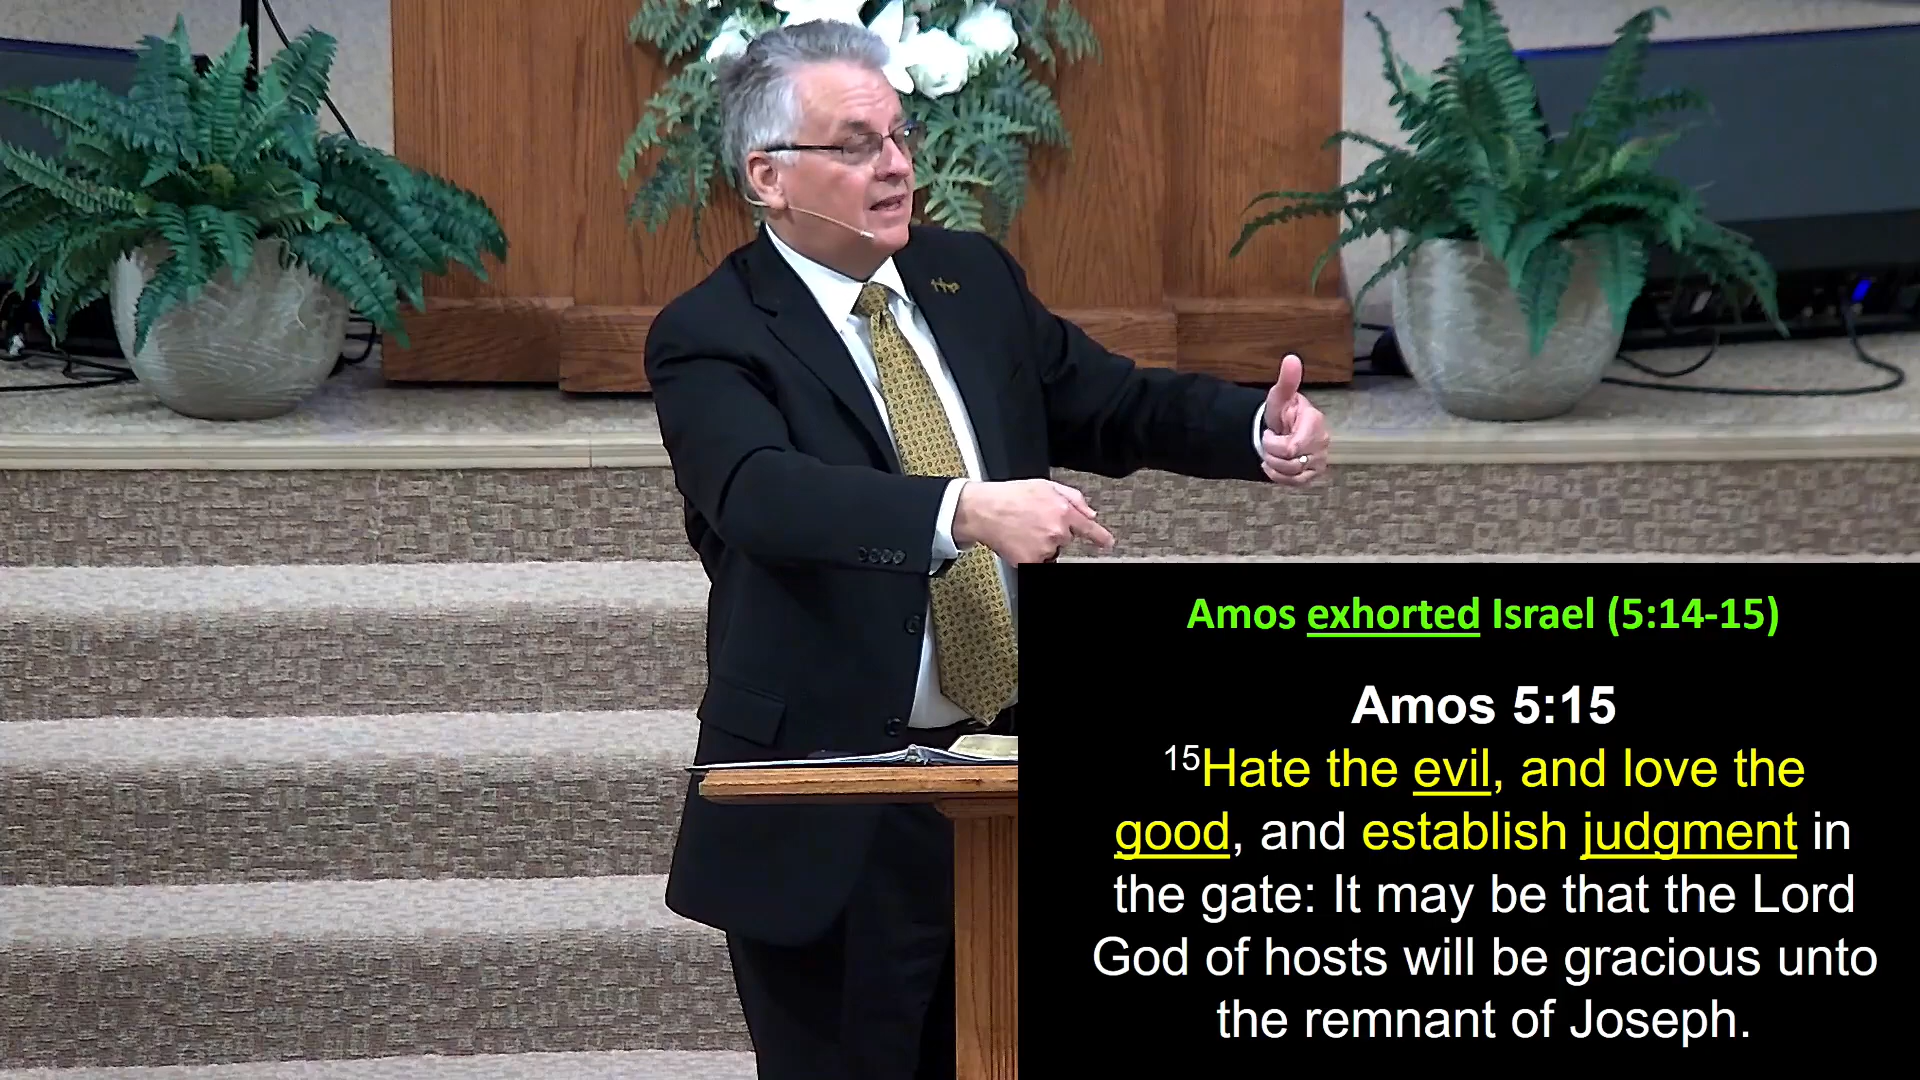 Amos exhorted Israel (5:14-15)
Amos 5:15
15Hate the evil, and love the
good, and establish judgment in
the gate: It may be that the Lord
God of hosts will be gracious unto
the remnant of Joseph.